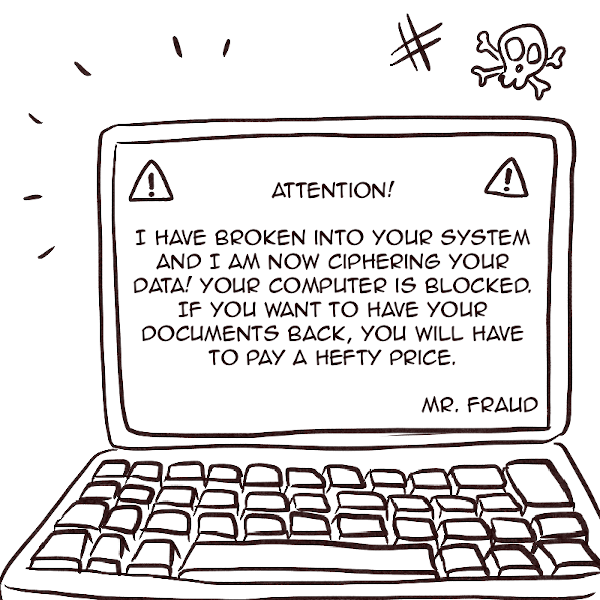 ATTENTION!
I HAVE BROKEN INTO YOUR SYSTEM
AND I AM NOW CIPHERING YOUR
DATA! YOUR COMPUTER IS BLOCKED.
IF YOU WANT TO HAVE YOUR
DOCUMENTS BACK, YOU WILL HAVE
TO PAY A HEFTY PRICE.
MR. FRAUD